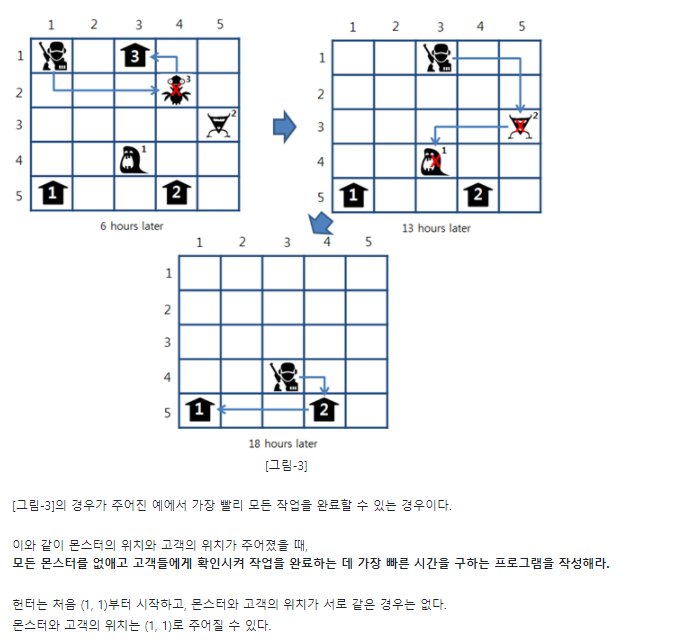 1 2 3 4 5
1 2 3 4 5
1 3
2 3
3 2
4 1
5 1 2
1
2
3 2
4 1
5 1 2
6 hours later
13 hours later
1 2 3 4 5
1
2
3
4
5 1 2
18 hours later
[그림-3]
[그림-3]의 경우가 주어진 예에서 가장 빨리 모든 작업을 완료할 수 있는 경우이다.
이와 같이 몬스터의 위치와 고객의 위치가 주어졌을 때,
모든 몬스터를 없애고 고객들에게 확인시켜 작업을 완료하는 데 가장 빠른 시간을 구하는 프로그램을 작성해라.
헌터는 처음 (1, 1)부터 시작하고, 몬스터와 고객의 위치가 서로 같은 경우는 없다.
몬스터와 고객의 위치는 (1, 1)로 주어질 수 있다.